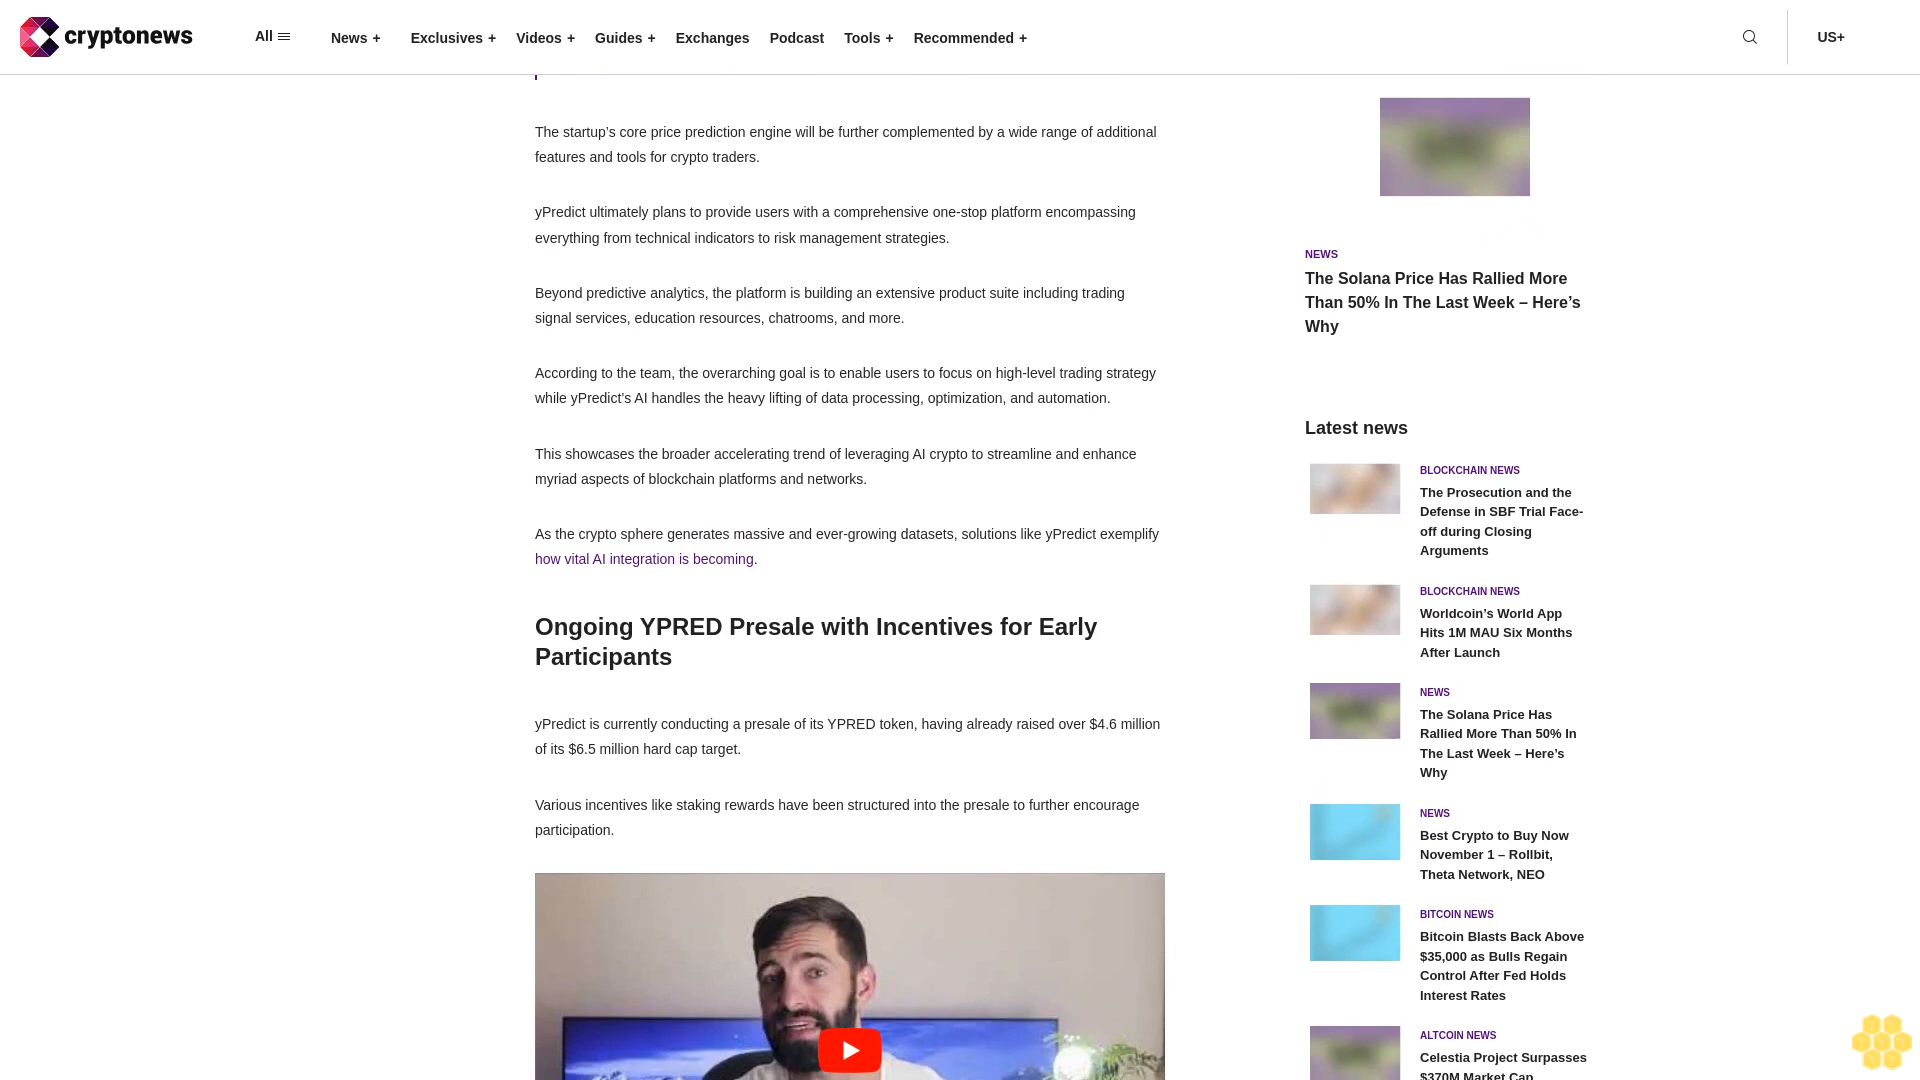 cryptonews
All
News +
Exclusives +
Videos +
Guides +
Exchanges
Podcast
Tools +
Recommended +
US+
The startup’s core price prediction engine will be further complemented by a wide range of additional
features and tools for crypto traders.
yPredict ultimately plans to provide users with a comprehensive one-stop platform encompassing
everything from technical indicators to risk management strategies.
Beyond predictive analytics, the platform is building an extensive product suite including trading
signal services, education resources, chatrooms, and more.
According to the team, the overarching goal is to enable users to focus on high-level trading strategy
while yPredict’s AI handles the heavy lifting of data processing, optimization, and automation.
This showcases the broader accelerating trend of leveraging AI crypto to streamline and enhance
myriad aspects of blockchain platforms and networks.
As the crypto sphere generates massive and ever-growing datasets, solutions like yPredict exemplify
how vital AI integration is becoming.
Ongoing YPRED Presale with Incentives for Early
Participants
yPredict is currently conducting a presale of its YPRED token, having already raised over $4.6 million
of its $6.5 million hard cap target.
Various incentives like staking rewards have been structured into the presale to further encourage
participation.
NEWS
The Solana Price Has Rallied More
Than 50% In The Last Week – Here’s
Why
Latest news
BLOCKCHAIN NEWS
The Prosecution and the
Defense in SBF Trial Face-
off during Closing
Arguments
BLOCKCHAIN NEWS
Worldcoin’s World App
Hits 1M MAU Six Months
After Launch
NEWS
The Solana Price Has
Rallied More Than 50% In
The Last Week – Here’s
Why
NEWS
Best Crypto to Buy Now
November 1 – Rollbit,
Theta Network, NEO
BITCOIN NEWS
Bitcoin Blasts Back Above
$35,000 as Bulls Regain
Control After Fed Holds
Interest Rates
ALTCOIN NEWS
Celestia Project Surpasses
$370M Market Cap